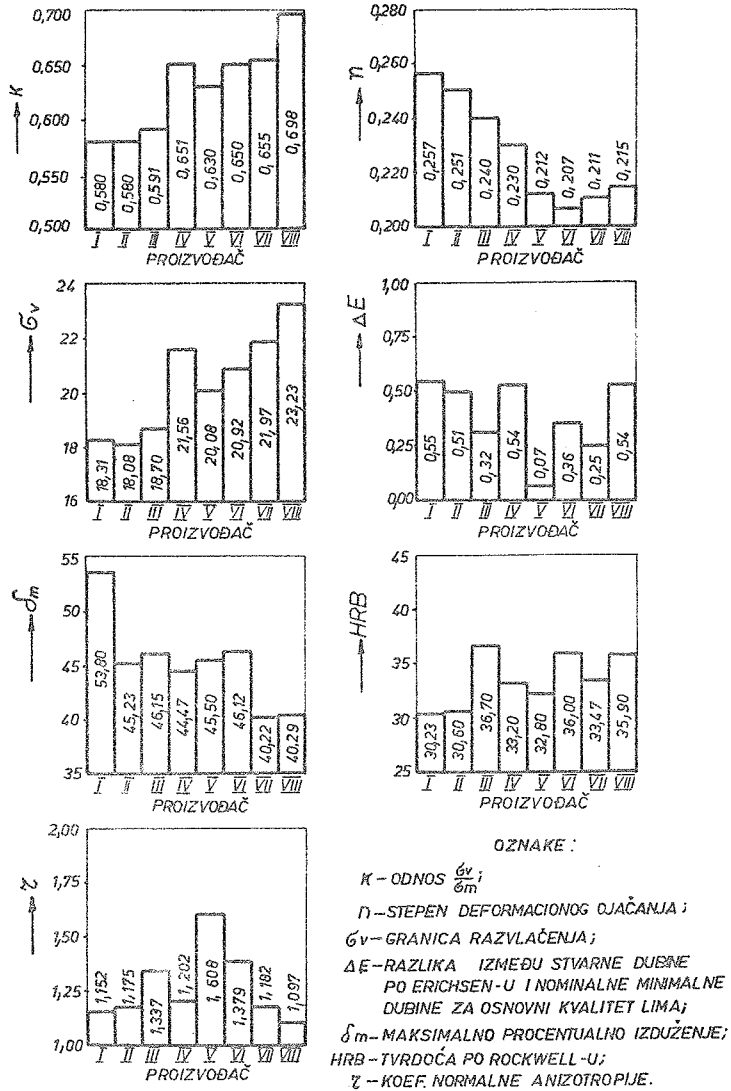 K
0,700
0,650
0,600
0,550
0,500
0,580
0,580
0,591
0,651
0,630
0,650
0,655
0,698
I II III IV V VI VII VIII
PROIZVOĐAČ
n
0,280
0,260
0,240
0,220
0,200
0,257
0,251
0,240
0,230
0,212
0,207
0,211
0,215
I II III IV V VI VII VIII
PROIZVOĐAČ
σv
24
22
20
18
16
18,31
18,08
18,70
21,56
20,08
20,92
21,97
23,23
I II III IV V VI VII VIII
PROIZVOĐAČ
ΔE
1,00
0,75
0,50
0,25
0,00
0,55
0,51
0,32
0,54
0,07
0,36
0,25
0,54
I II III IV V VI VII VIII
PROIZVOĐAČ
δm
55
50
45
40
35
53,80
45,23
46,15
44,47
45,50
46,12
40,22
40,29
I II III IV V VI VII VIII
PROIZVOĐAČ
HRB
45
40
35
30
25
30,23
30,60
36,70
33,20
32,80
36,00
33,47
35,90
I II III IV V VI VII VIII
PROIZVOĐAČ
τ
2,00
1,75
1,50
1,25
1,00
1,152
1,175
1,337
1,202
1,608
1,379
1,182
1,097
I II III IV V VI VII VIII
PROIZVOĐAČ
OZNAKE :
K – ODNOS σv/σm ;
n – STEPEN DEFORMACIONOG OJAČANJA ;
σv – GRANICA RAZVLAČENJA ;
ΔE – RAZLIKA IZMEĐU STVARNE DUBINE
PO ERICHSEN-U I NOMINALNE MINIMALNE
DUBINE ZA OSNOVNI KVALITET LIMA;
δm – MAKSIMALNO PROCENTUALNO IZDUŽENJE;
HRB – TVRDOĆA PO ROCKWELL-U;
τ – KOEF. NORMALNE ANIZOTROPIJE.